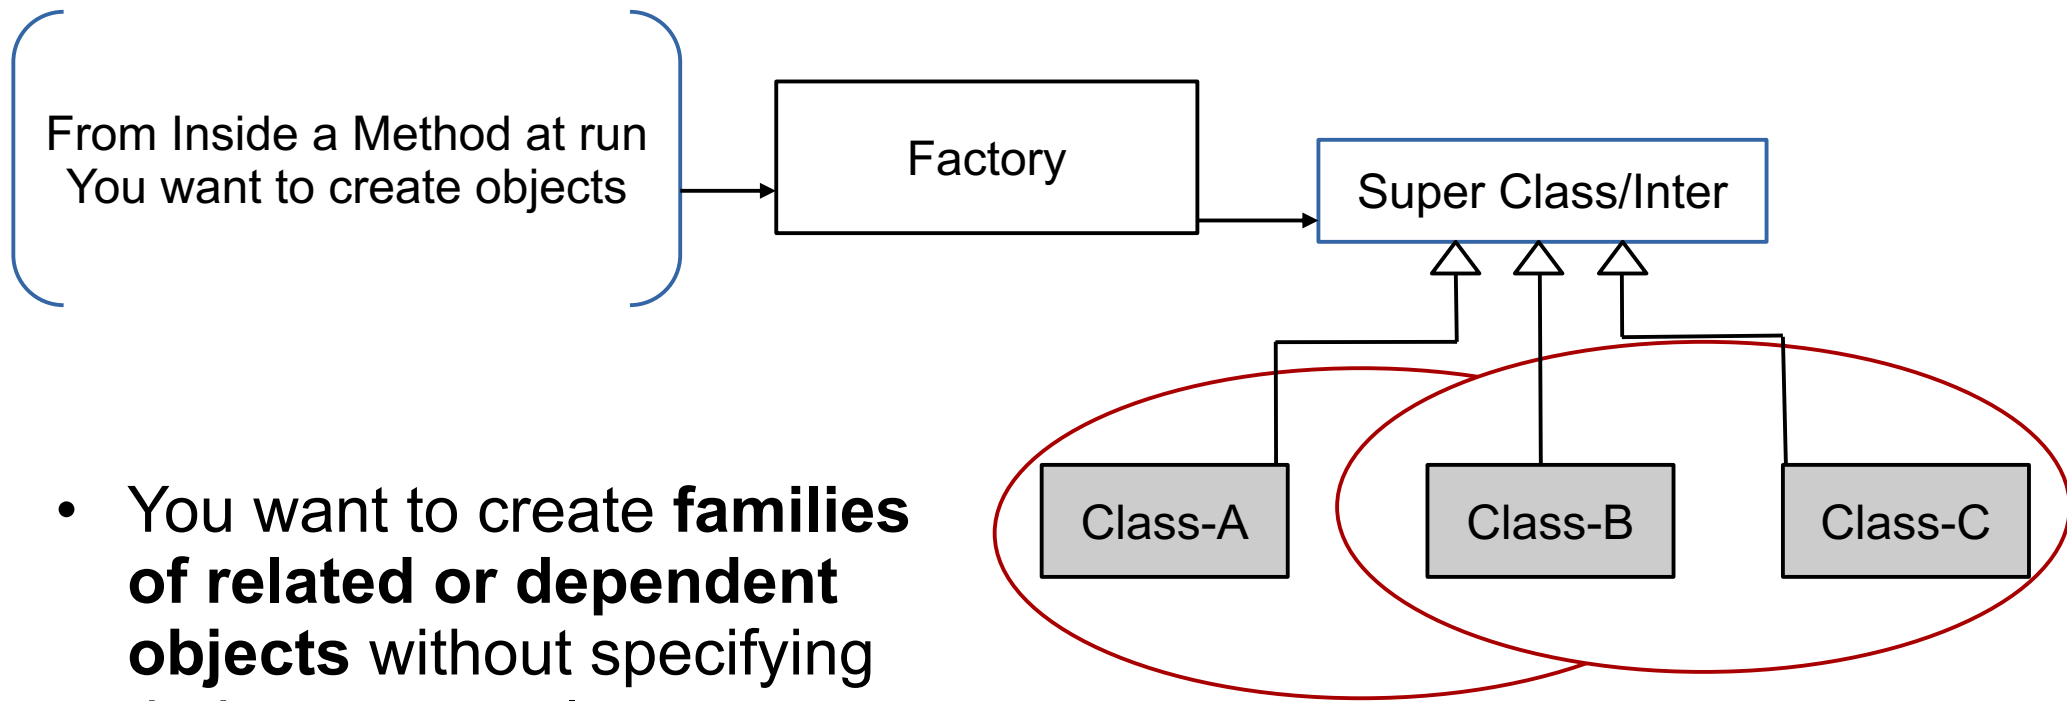 From Inside a Method at run
You want to create objects
Factory
Super Class/Inter
Class-A
Class-B
Class-C
• You want to create families
of related or dependent
objects without specifying